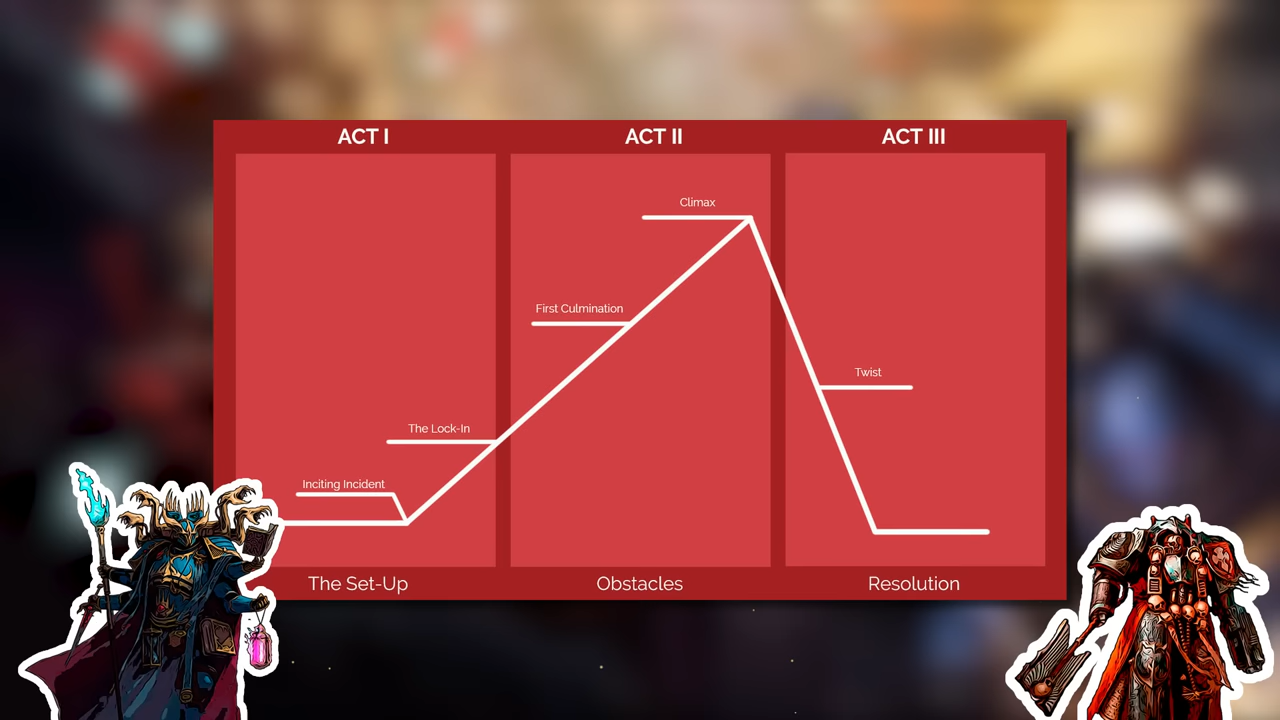 ACT I
ACT II
ACT III
Climax
First Culmination
Twist
The Lock-In
Inciting Incident
The Set-Up
Obstacles
Resolution